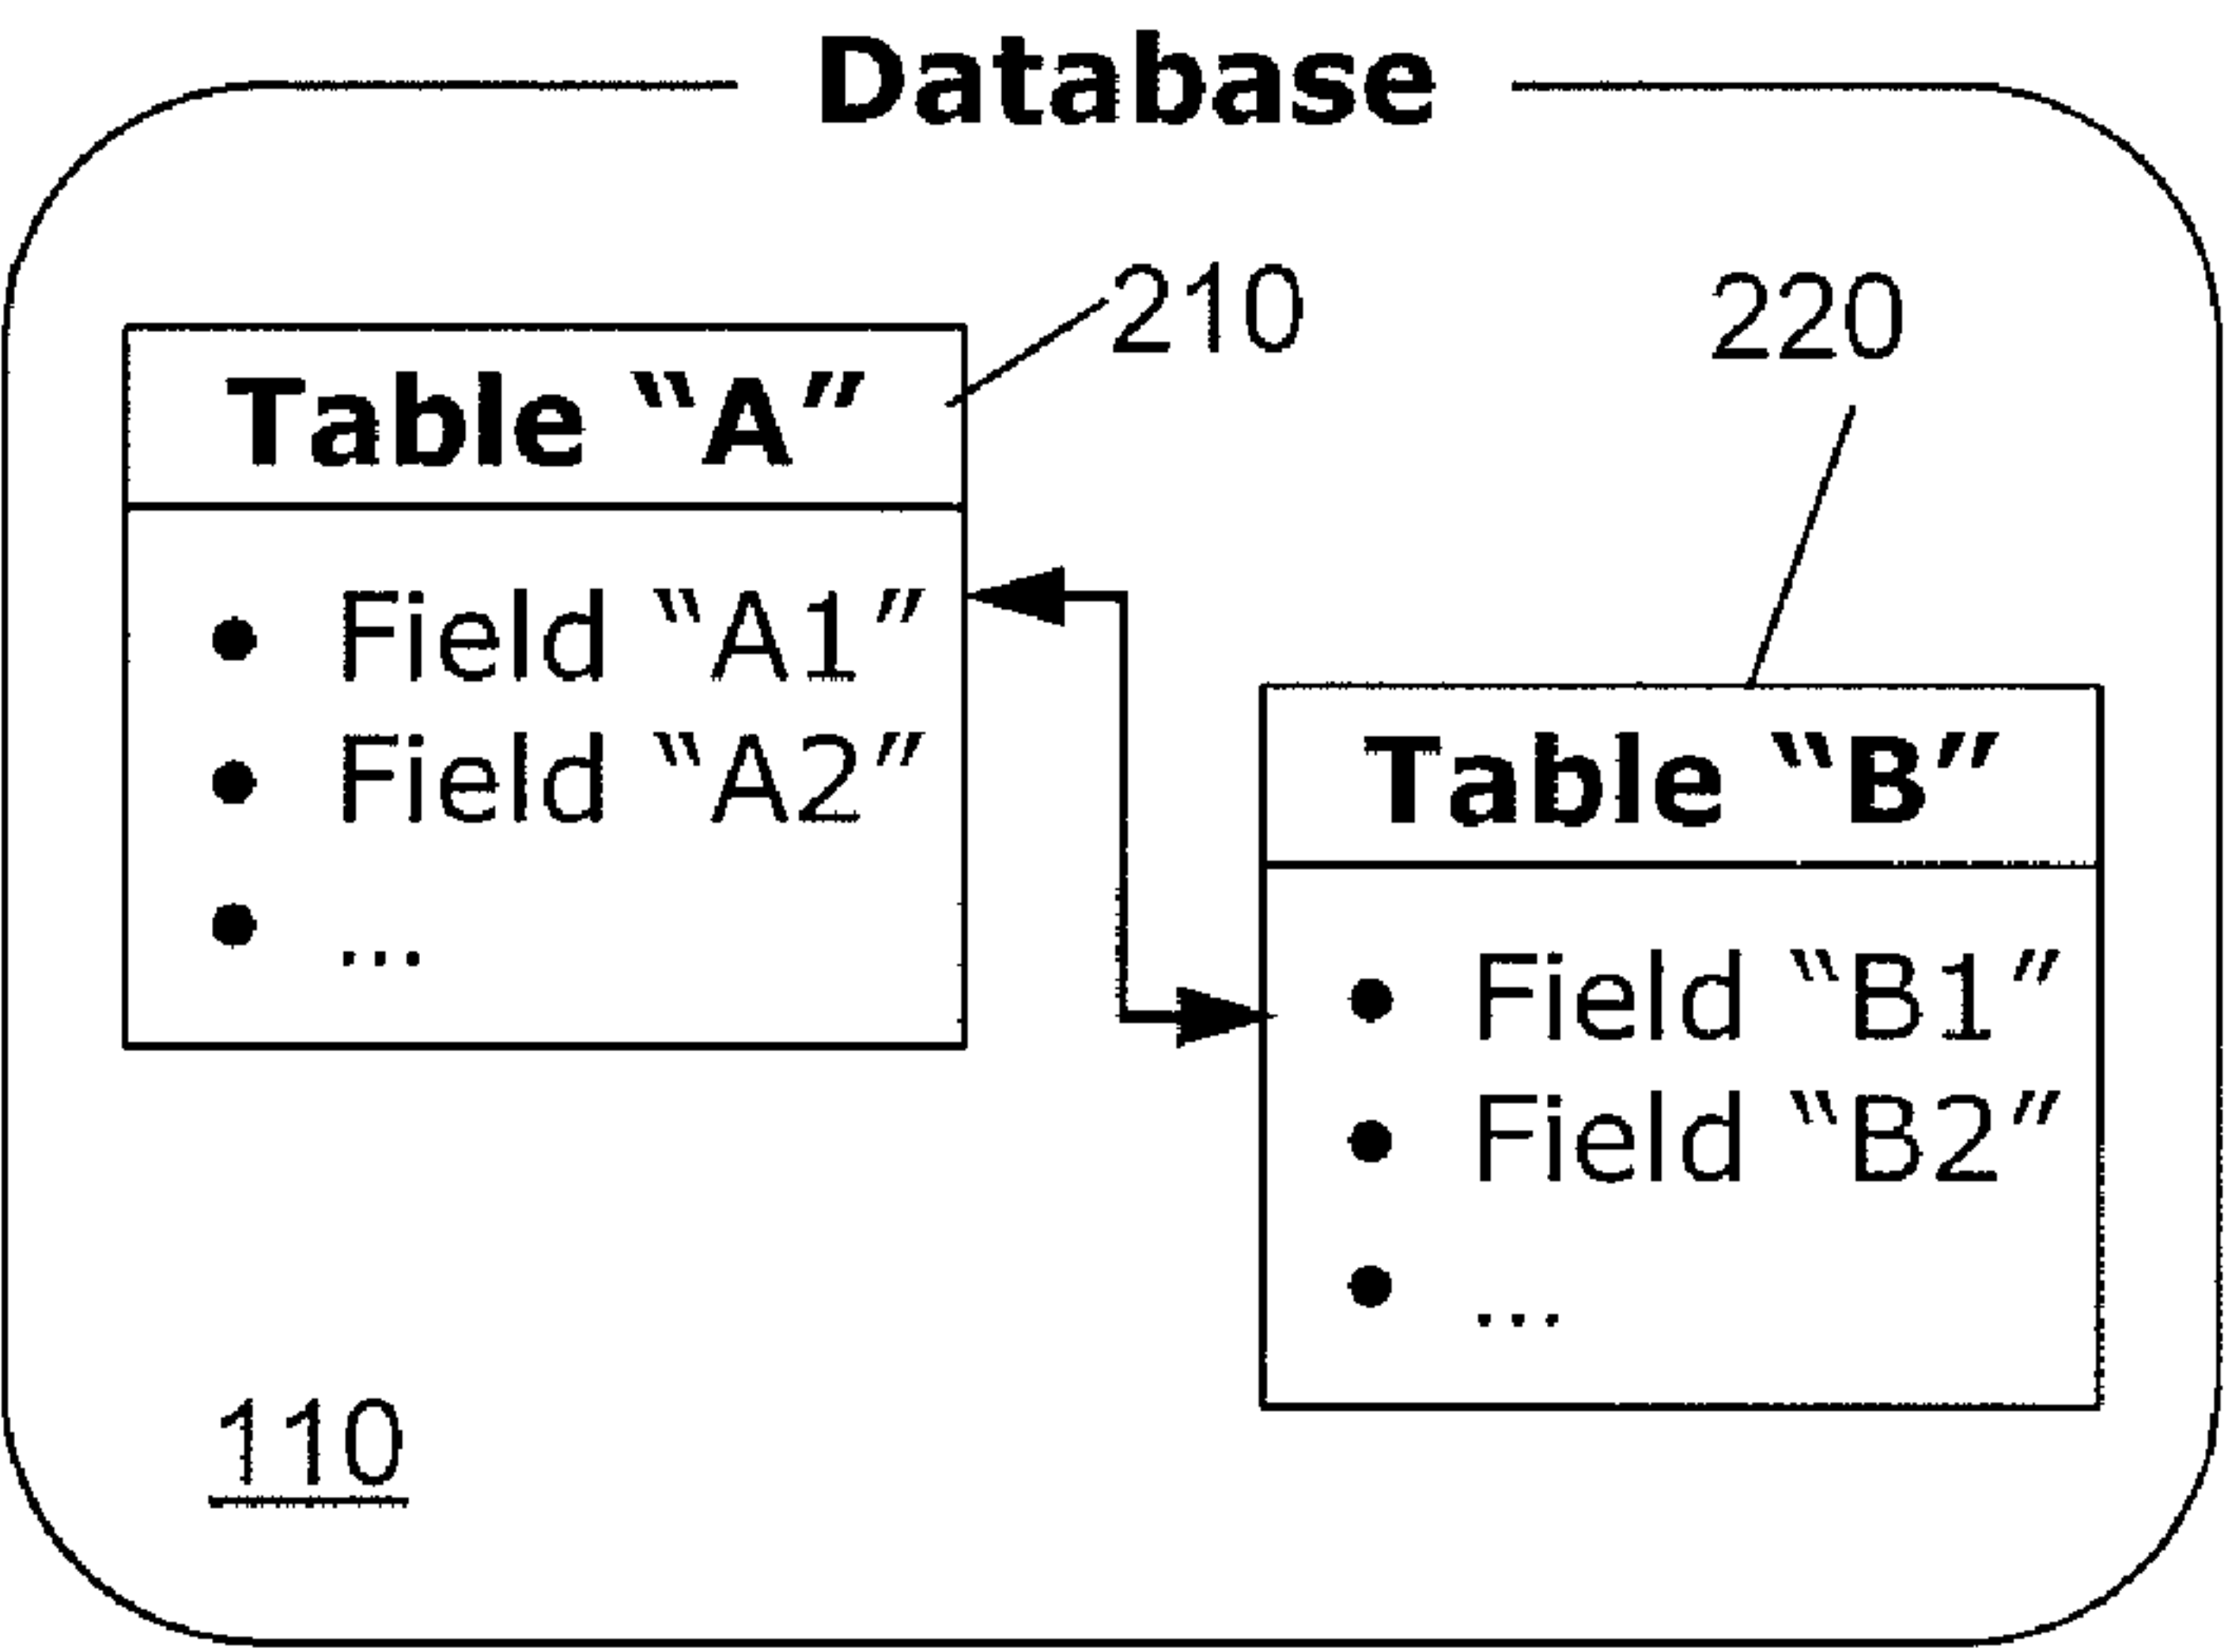 Database
210
220
Table “A”
• Field “A1”
• Field “A2”
• ...
Table “B”
• Field “B1”
• Field “B2”
• ...
110